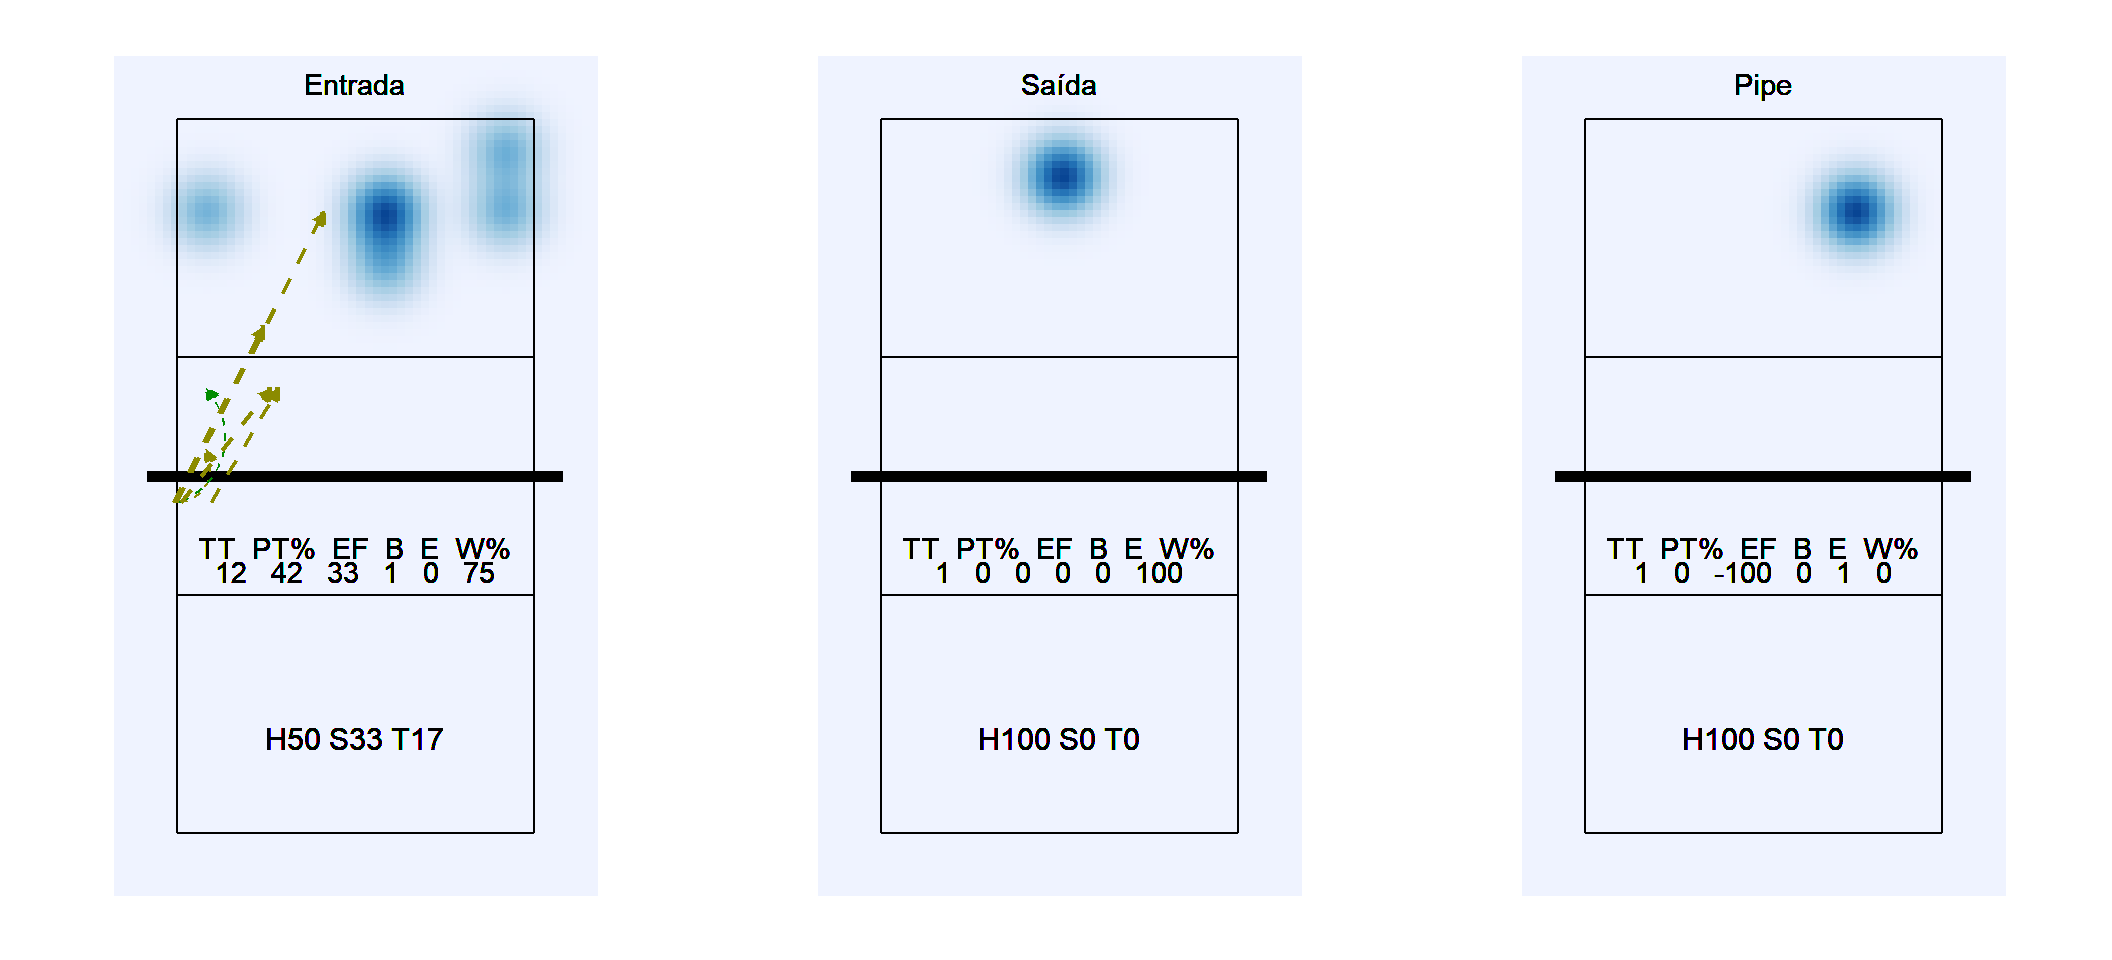 Entrada
TT PT% EF B E W%
12 42 33 1 0 75
H50 S33 T17
Saída
TT PT% EF B E W%
1 0 0 0 0 100
H100 S0 T0
Pipe
TT PT% EF B E W%
1 0 -100 0 1 0
H100 S0 T0